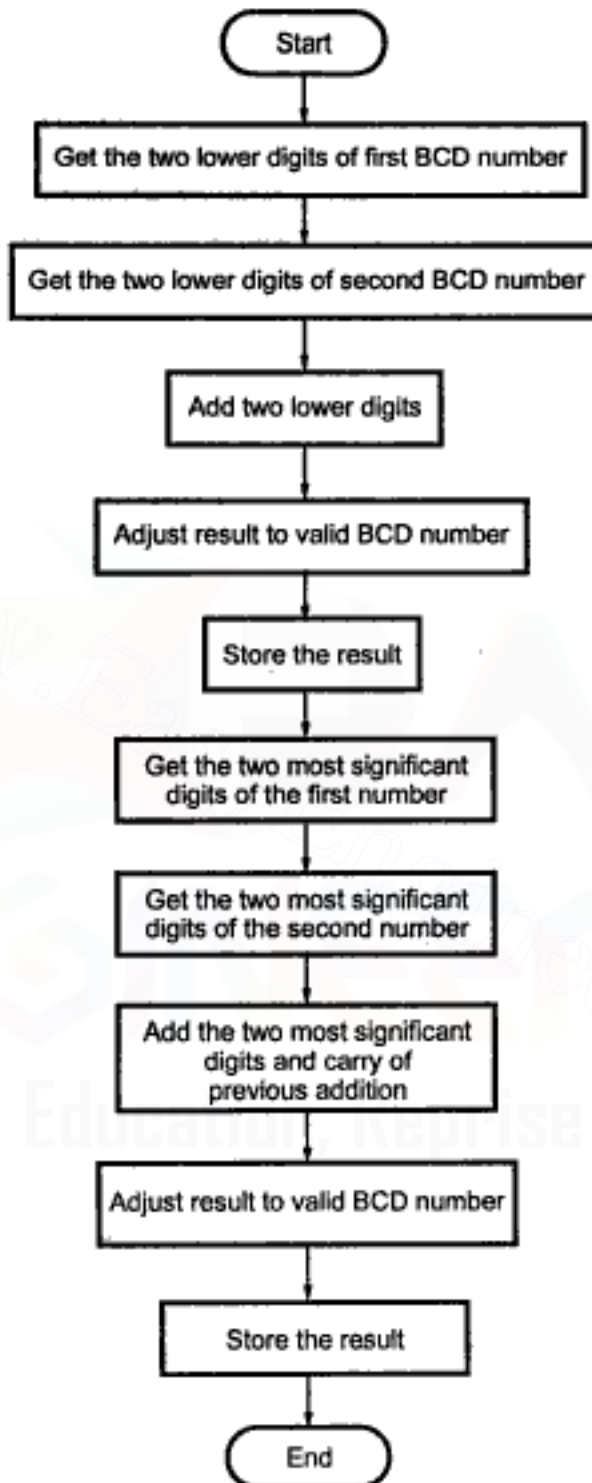 Start
Get the two lower digits of first BCD number
Get the two lower digits of second BCD number
Add two lower digits
Adjust result to valid BCD number
Store the result
Get the two most significant
digits of the first number
Get the two most significant
digits of the second number
Add the two most significant
digits and carry of
previous addition
Adjust result to valid BCD number
Store the result
End
Education, Reprise